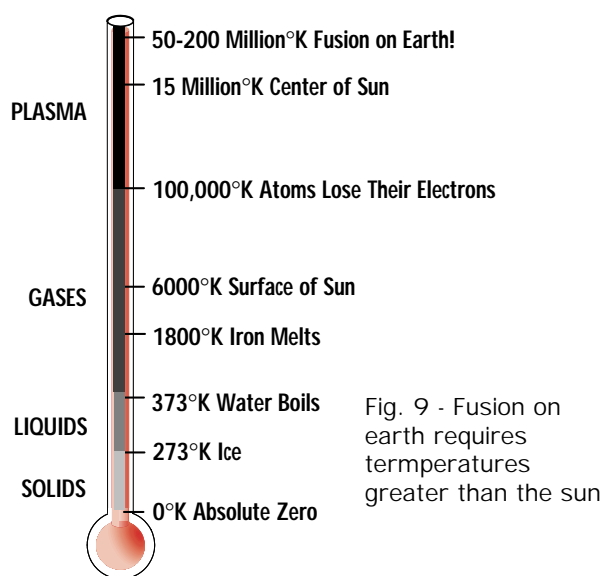 50-200 Million°K Fusion on Earth!
15 Million°K Center of Sun
PLASMA
100,000°K Atoms Lose Their Electrons
6000°K Surface of Sun
GASES
1800°K Iron Melts
373°K Water Boils
LIQUIDS
273°K Ice
SOLIDS
0°K Absolute Zero
Fig. 9 - Fusion on
earth requires
termperatures
greater than the sun